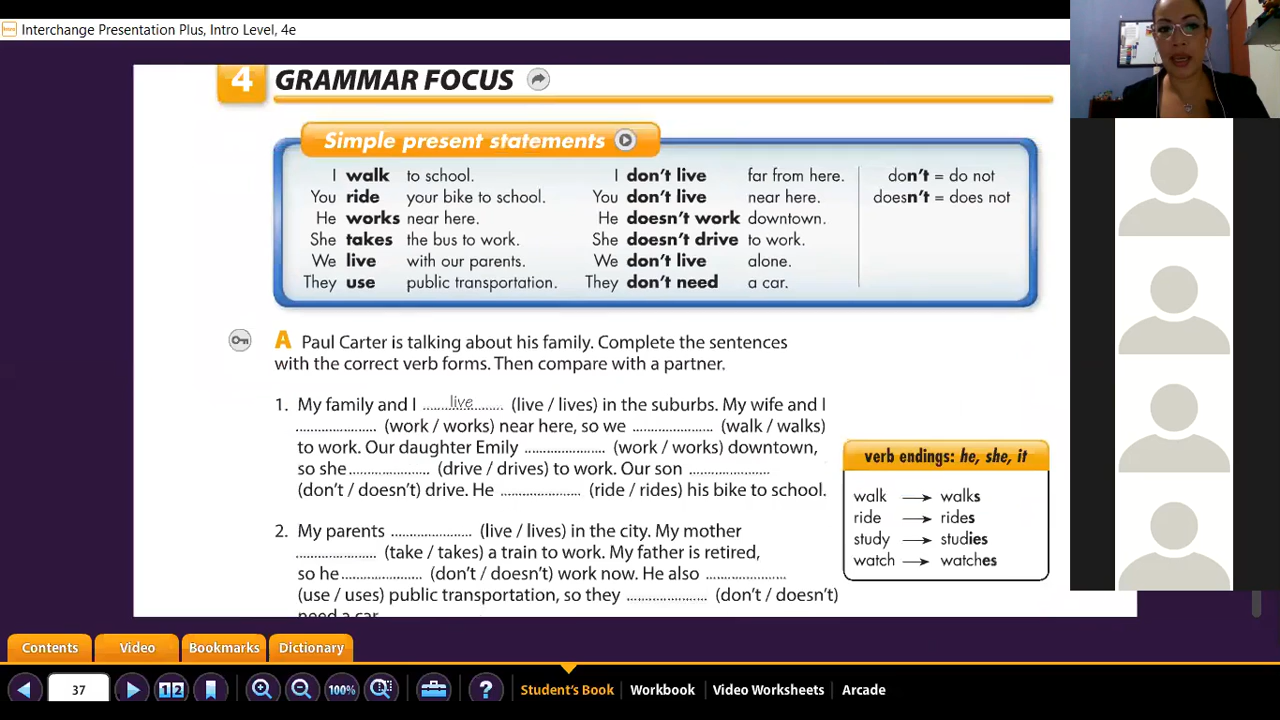 Interchange Presentation Plus, Intro Level, 4e
4 GRAMMAR FOCUS
Simple present statements
I walk to school. I don't live far from here. don't = do not
You ride your bike to school. You don't live near here. doesn't = does not
He works near here. He doesn't work downtown.
She takes the bus to work. She doesn't drive to work.
We live with our parents. We don't live alone.
They use public transportation. They don't need a car.
A Paul Carter is talking about his family. Complete the sentences
with the correct verb forms. Then compare with a partner.
1. My family and I ......live...... (live / lives) in the suburbs. My wife and I
.................... (work / works) near here, so we .................... (walk / walks)
to work. Our daughter Emily .................... (work / works) downtown,
so she .................... (drive / drives) to work. Our son ....................
(don't / doesn't) drive. He .................... (ride / rides) his bike to school.
2. My parents .................... (live / lives) in the city. My mother
.................... (take / takes) a train to work. My father is retired,
so he .................... (don't / doesn't) work now. He also ....................
(use / uses) public transportation, so they .................... (don't / doesn't)
need a car.
verb endings: he, she, it
walk → walks
ride → rides
study → studies
watch → watches
Contents Video Bookmarks Dictionary
37 1 2 100% ? Student's Book Workbook Video Worksheets Arcade